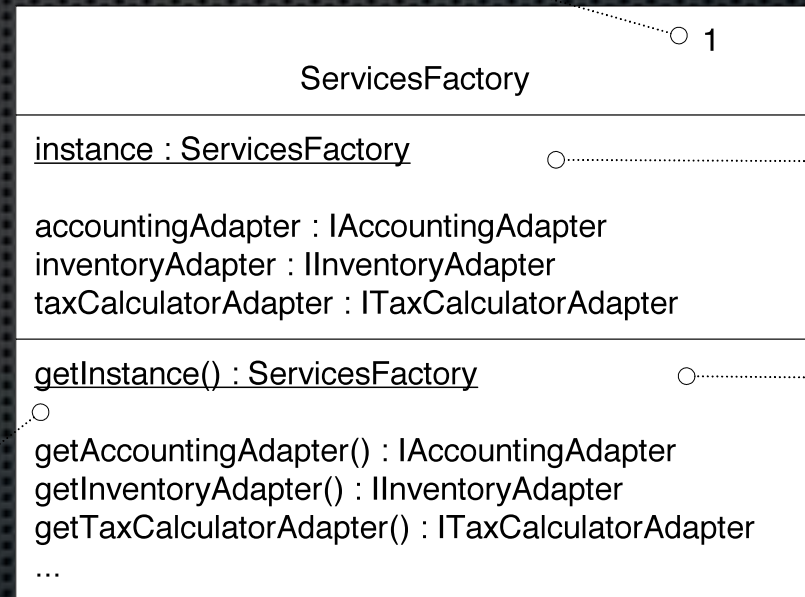 1
ServicesFactory
instance : ServicesFactory
accountingAdapter : IAccountingAdapter
inventoryAdapter : IInventoryAdapter
taxCalculatorAdapter : ITaxCalculatorAdapter
getInstance() : ServicesFactory
getAccountingAdapter() : IAccountingAdapter
getInventoryAdapter() : IInventoryAdapter
getTaxCalculatorAdapter() : ITaxCalculatorAdapter
...